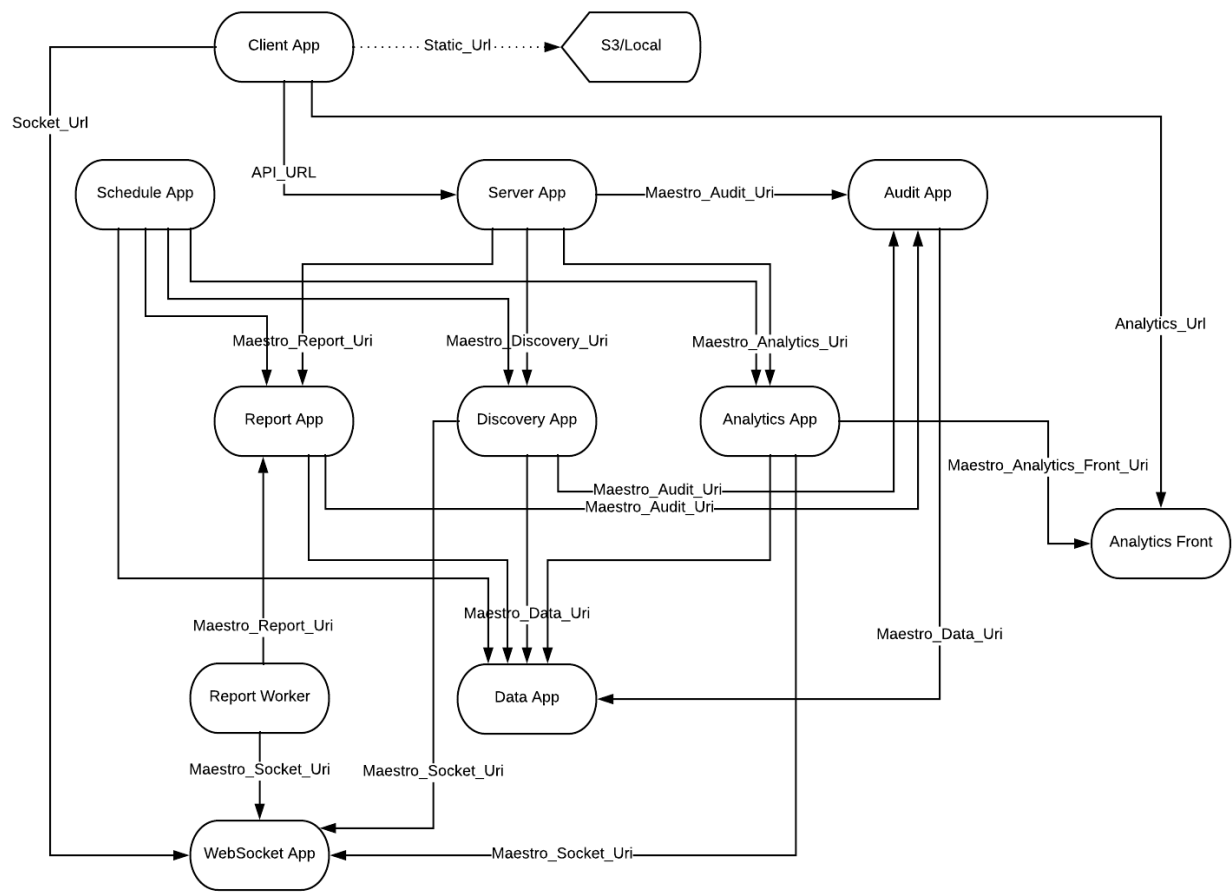 Client App
Static_Url
S3/Local
Socket_Url
API_URL
Schedule App
Server App
Maestro_Audit_Uri
Audit App
Analytics_Url
Maestro_Report_Uri
Maestro_Discovery_Uri
Maestro_Analytics_Uri
Report App
Discovery App
Analytics App
Maestro_Analytics_Front_Uri
Maestro_Audit_Uri
Maestro_Audit_Uri
Analytics Front
Maestro_Data_Uri
Maestro_Report_Uri
Maestro_Data_Uri
Report Worker
Data App
Maestro_Socket_Uri
Maestro_Socket_Uri
WebSocket App
Maestro_Socket_Uri